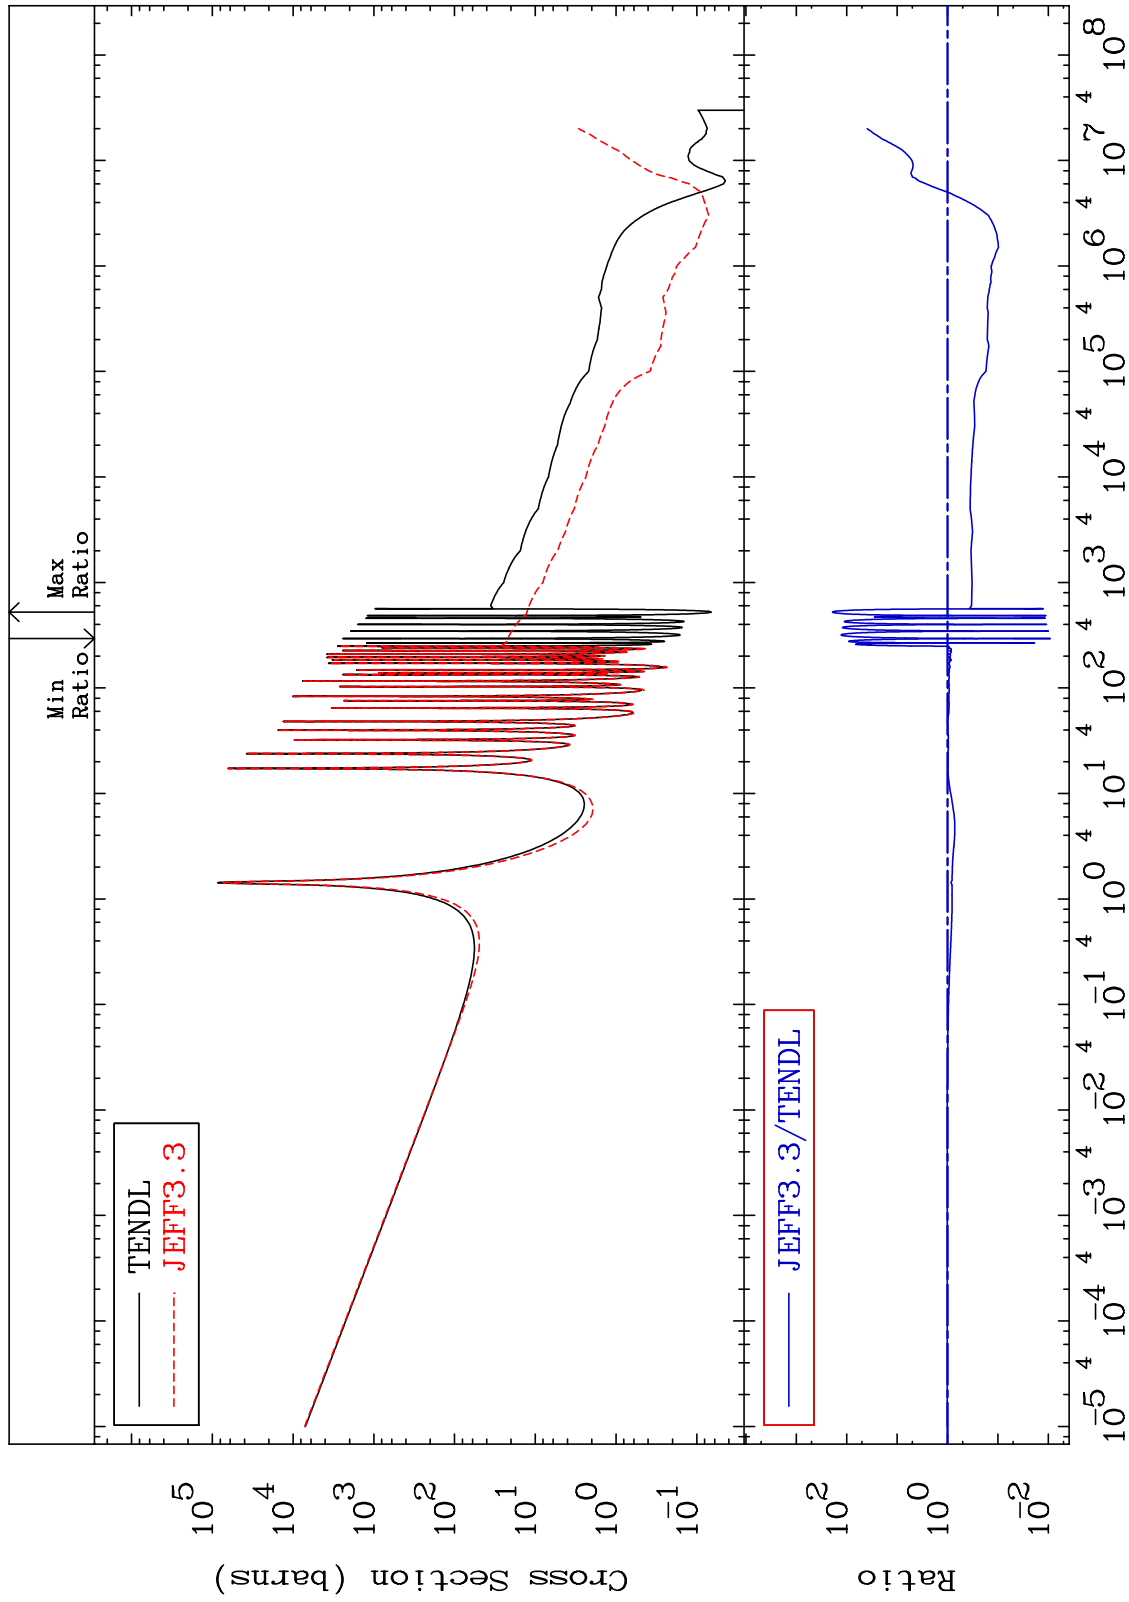 Min
Ratio
Max
Ratio
TENDL
JEFF3.3
Cross Section (barns)
10^5
10^4
10^3
10^2
10^1
10^0
10^-1
JEFF3.3/TENDL
Ratio
10^2
10^0
10^-2
10^-5 4 10^-4 4 10^-3 4 10^-2 4 10^-1 4 10^0 4 10^1 4 10^2 4 10^3 4 10^4 4 10^5 4 10^6 4 10^7 4 10^8